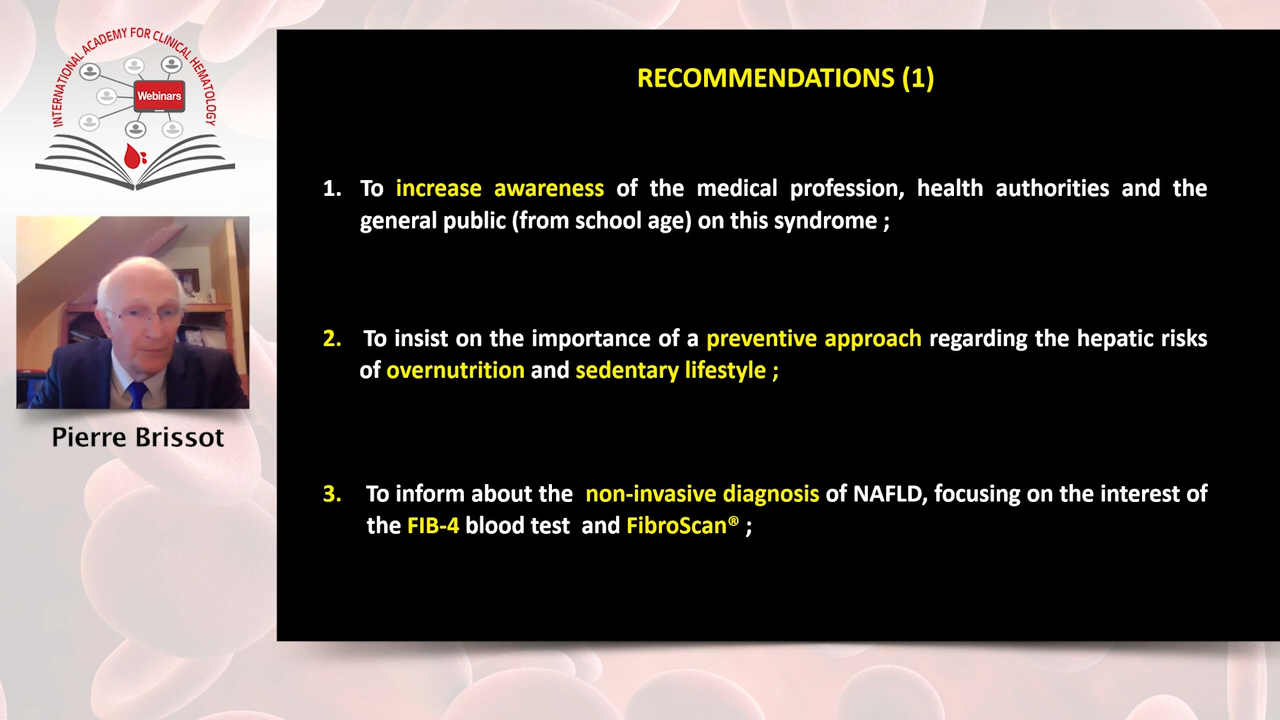 INTERNATIONAL ACADEMY FOR CLINICAL HEMATOLOGY
Webinars
Pierre Brissot
RECOMMENDATIONS (1)
1. To increase awareness of the medical profession, health authorities and the
general public (from school age) on this syndrome ;
2. To insist on the importance of a preventive approach regarding the hepatic risks
of overnutrition and sedentary lifestyle ;
3. To inform about the non-invasive diagnosis of NAFLD, focusing on the interest of
the FIB-4 blood test and FibroScan® ;